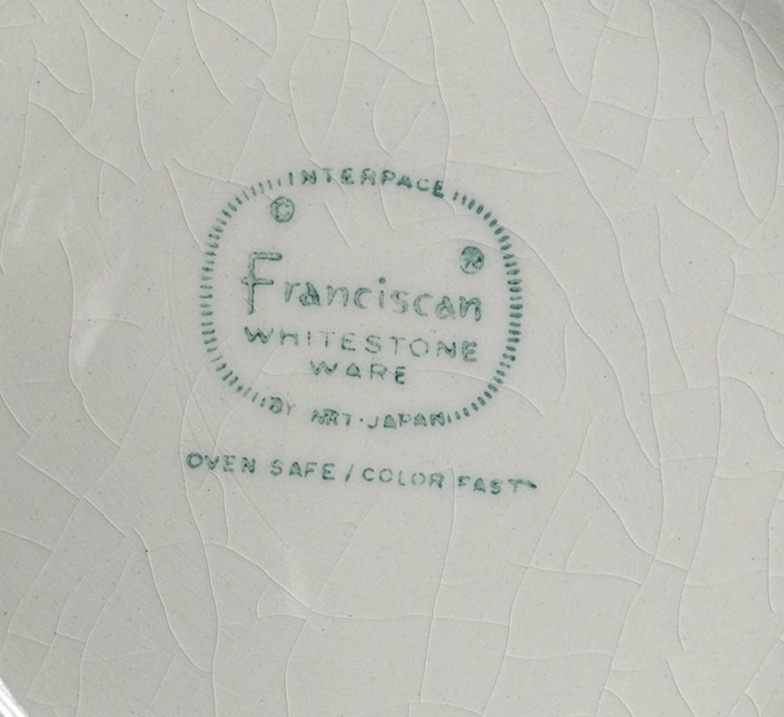 INTERPACE
©
®
Franciscan
WHITESTONE
WARE
BY NRT·JAPAN
OVEN SAFE / COLOR FAST